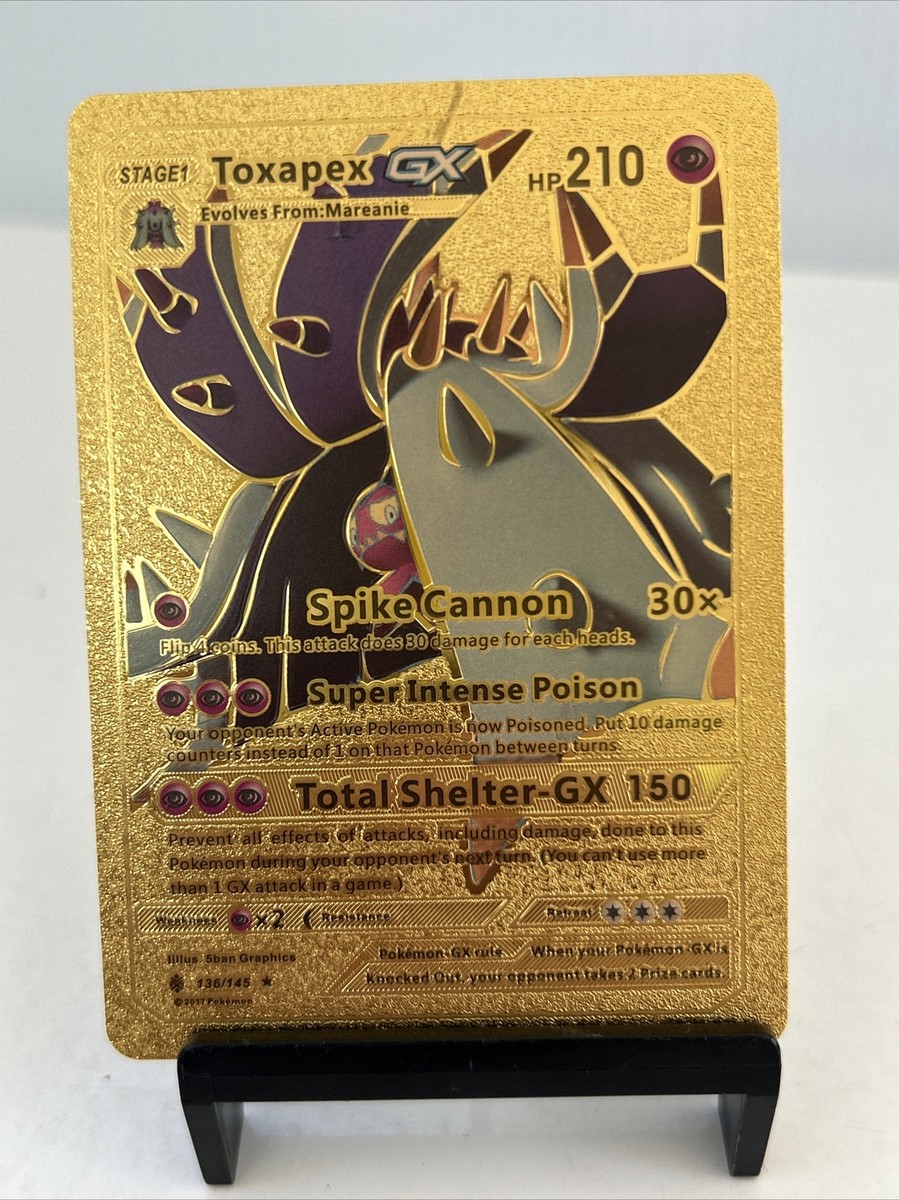 STAGE1 Toxapex GX HP 210
Evolves From:Mareanie
Spike Cannon 30×
Flip 4 coins. This attack does 30 damage for each heads.
Super Intense Poison
Your opponent's Active Pokémon is now Poisoned. Put 10 damage
counters instead of 1 on that Pokémon between turns.
Total Shelter-GX 150
Prevent all effects of attacks, including damage, done to this
Pokémon during your opponent's next turn. (You can't use more
than 1 GX attack in a game.)
Weakness x2 Resistance Retreat
Illlus. 5ban Graphics
Pokémon-GX rule When your Pokémon-GX is
Knocked Out, your opponent takes 2 Prize cards.
136/145 ★
©2017 Pokémon